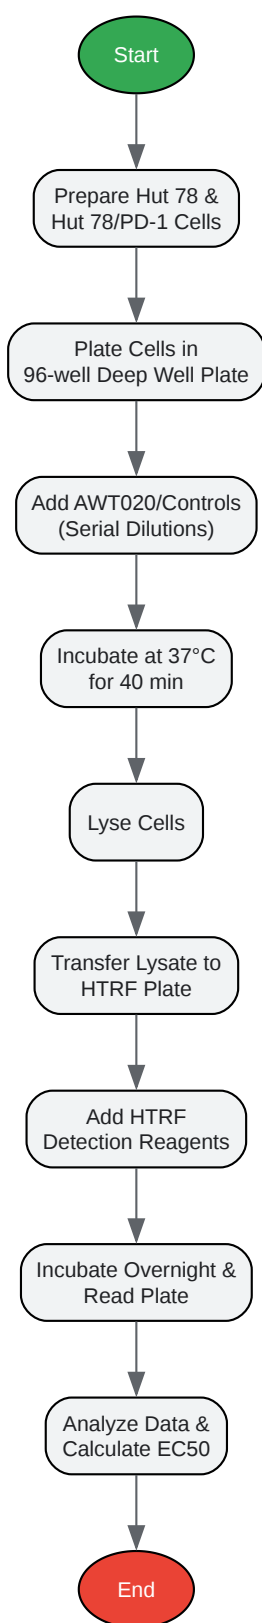 Start
Prepare Hut 78 &
Hut 78/PD-1 Cells
Plate Cells in
96-well Deep Well Plate
Add AWT020/Controls
(Serial Dilutions)
Incubate at 37°C
for 40 min
Lyse Cells
Transfer Lysate to
HTRF Plate
Add HTRF
Detection Reagents
Incubate Overnight &
Read Plate
Analyze Data &
Calculate EC50
End